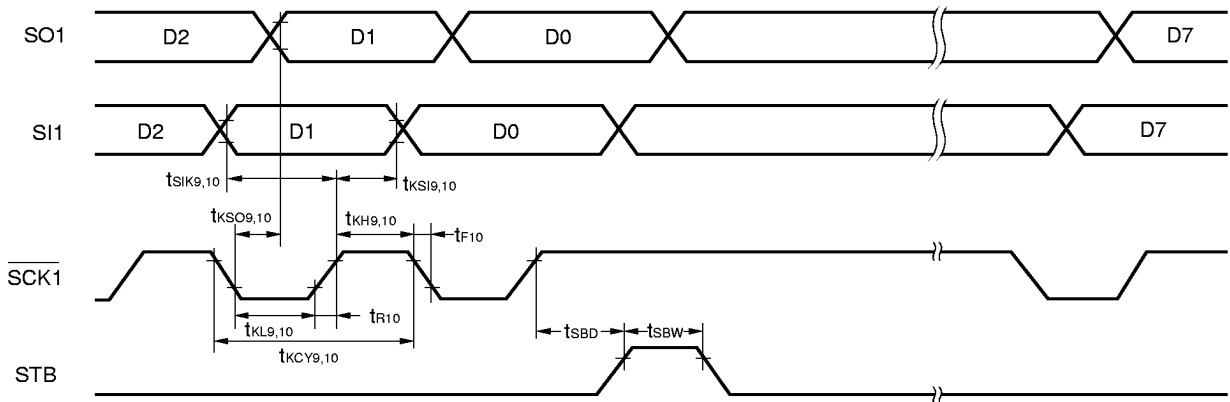 SO1 D2 D1 D0 D7
SI1 D2 D1 D0 D7
tSIK9,10 tKSI9,10
tKSO9,10 tKH9,10 tF10
SCK1
tKL9,10 tR10 tSBD tSBW
tKCY9,10
STB